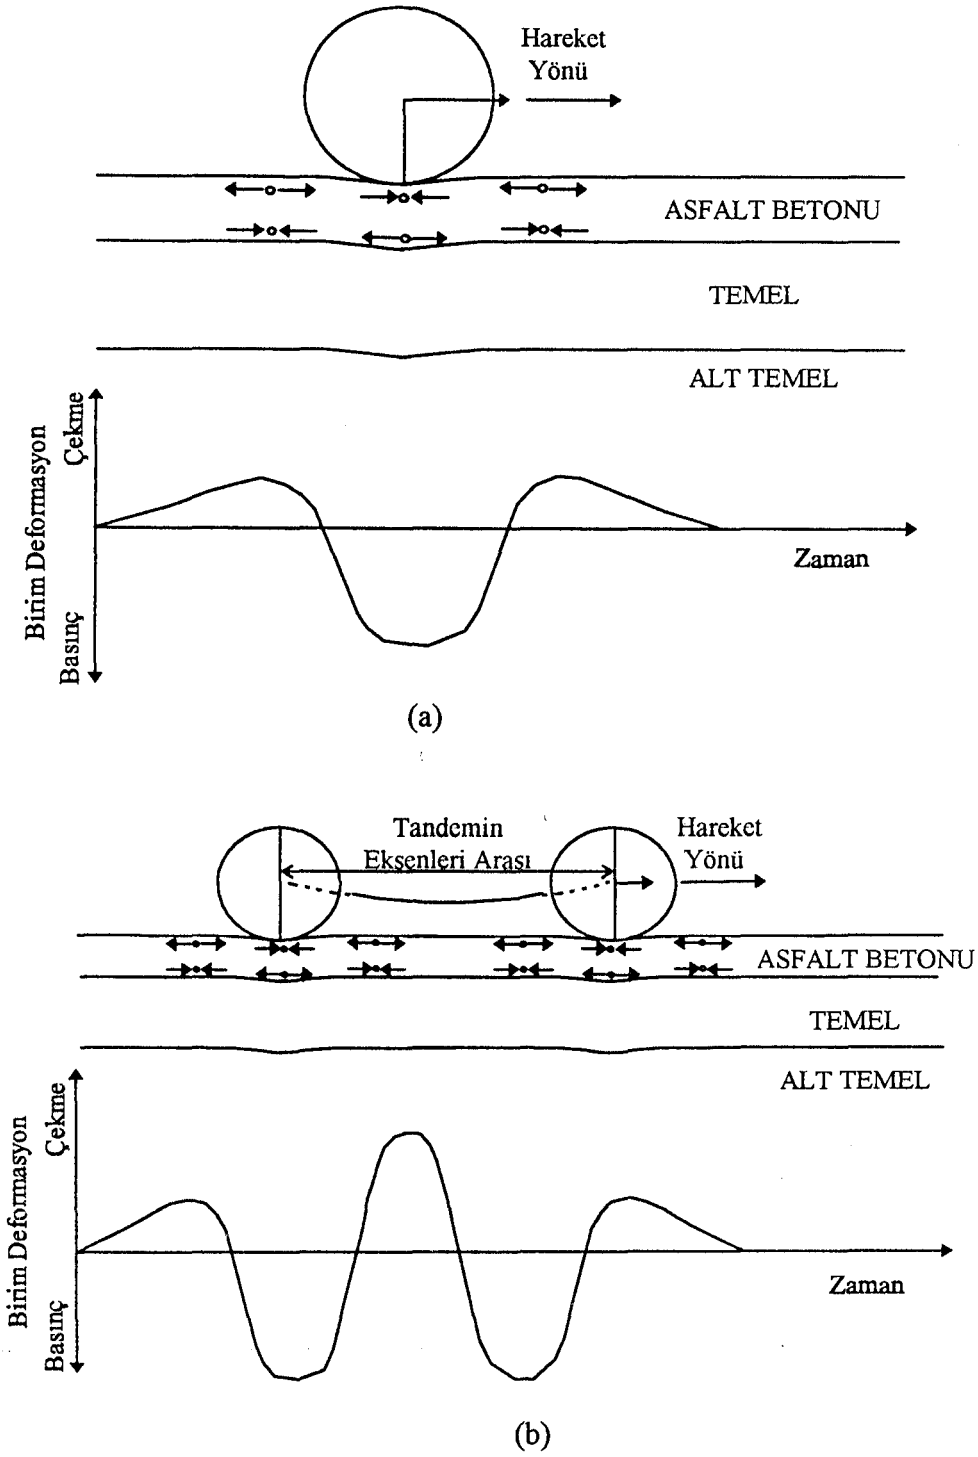 Hareket
Yönü
ASFALT BETONU
TEMEL
ALT TEMEL
Birim Deformasyon
Çekme
Basınç
Zaman
(a)
Tandemin
Eksenleri Arası
Hareket
Yönü
ASFALT BETONU
TEMEL
ALT TEMEL
Birim Deformasyon
Çekme
Basınç
Zaman
(b)